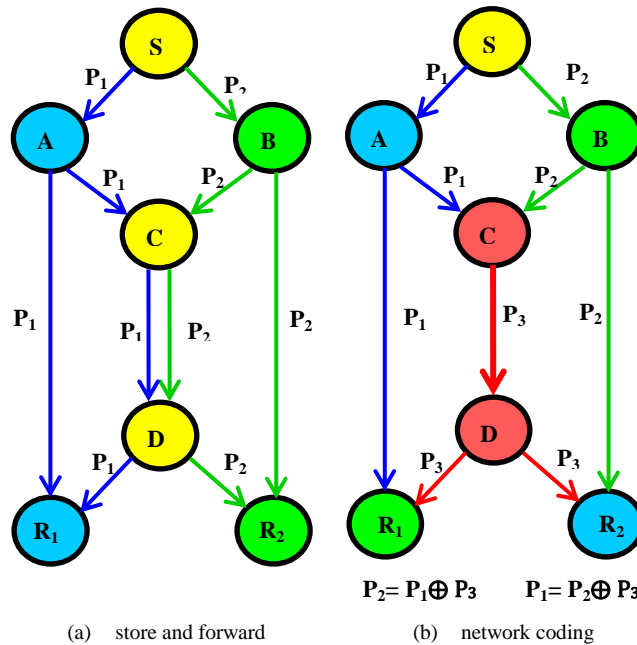 S
P1
P2
A
B
P1
P2
C
P1
P1
P2
P2
D
P1
P2
R1
R2
(a) store and forward
S
P1
P2
A
B
P1
P2
C
P1
P3
P2
D
P3
P3
R1
R2
P2= P1⊕ P3
P1= P2⊕ P3
(b) network coding